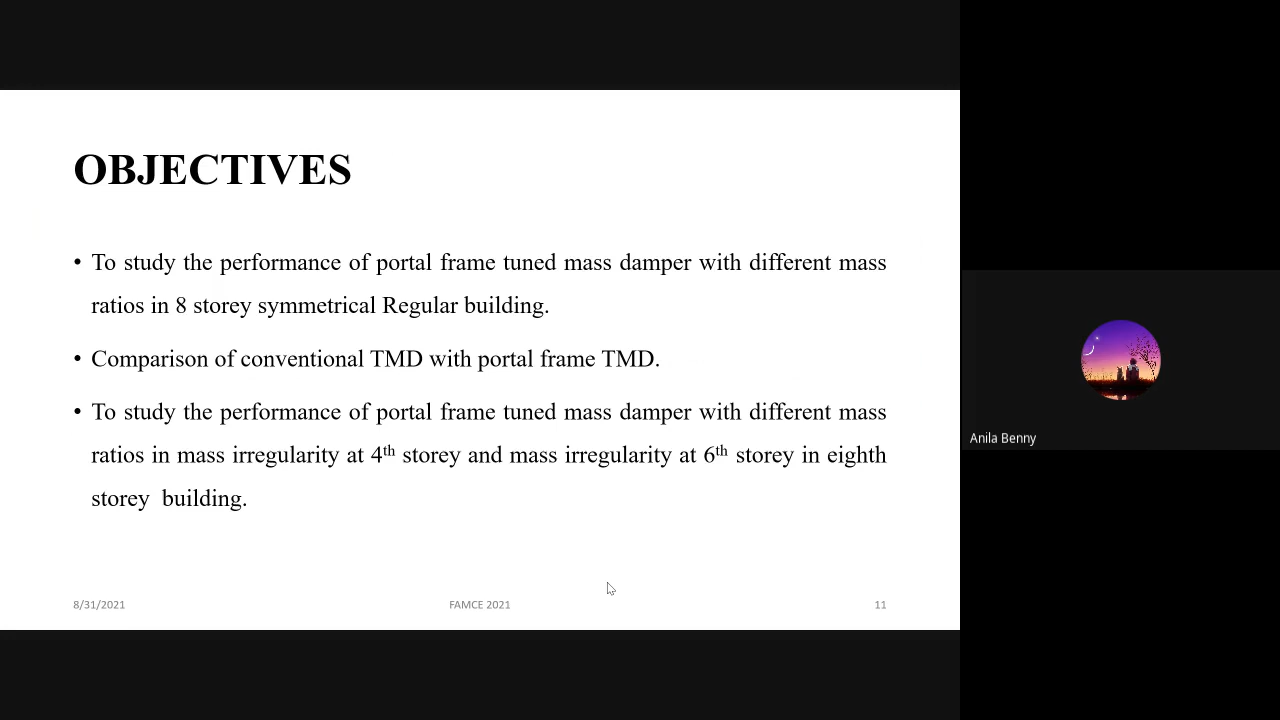 OBJECTIVES
• To study the performance of portal frame tuned mass damper with different mass
ratios in 8 storey symmetrical Regular building.
• Comparison of conventional TMD with portal frame TMD.
• To study the performance of portal frame tuned mass damper with different mass
ratios in mass irregularity at 4th storey and mass irregularity at 6th storey in eighth
storey building.
8/31/2021
FAMCE 2021
11
Anila Benny